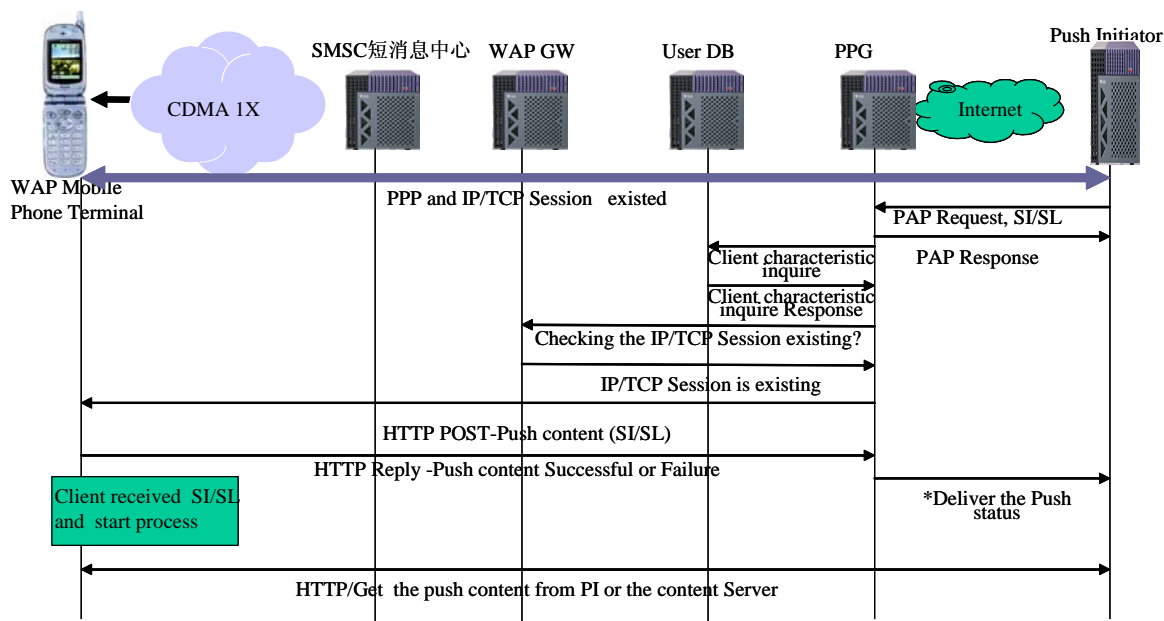 SMSC短消息中心
WAP GW
User DB
PPG
Push Initiator
CDMA 1X
Internet
WAP Mobile
Phone Terminal
PPP and IP/TCP Session existed
PAP Request, SI/SL
PAP Response
Client characteristic
inquire
Client characteristic
inquire Response
Checking the IP/TCP Session existing?
IP/TCP Session is existing
HTTP POST-Push content (SI/SL)
HTTP Reply -Push content Successful or Failure
Client received SI/SL
and start process
*Deliver the Push
status
HTTP/Get the push content from PI or the content Server